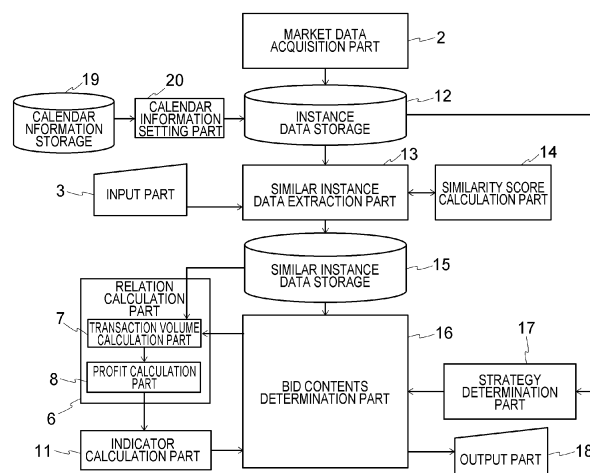 MARKET DATA
ACQUISITION PART
2
19
20
CALENDAR
NFORMATION
STORAGE
CALENDAR
INFORMATION
SETTING PART
INSTANCE
DATA STORAGE
12
3
INPUT PART
SIMILAR INSTANCE
DATA EXTRACTION PART
13
14
SIMILARITY SCORE
CALCULATION PART
SIMILAR INSTANCE
DATA STORAGE
15
RELATION
CALCULATION
PART
7
TRANSACTION VOLUME
CALCULATION PART
8
PROFIT CALCULATION
PART
6
16
BID CONTENTS
DETERMINATION PART
17
STRATEGY
DETERMINATION
PART
11
INDICATOR
CALCULATION PART
OUTPUT PART
18